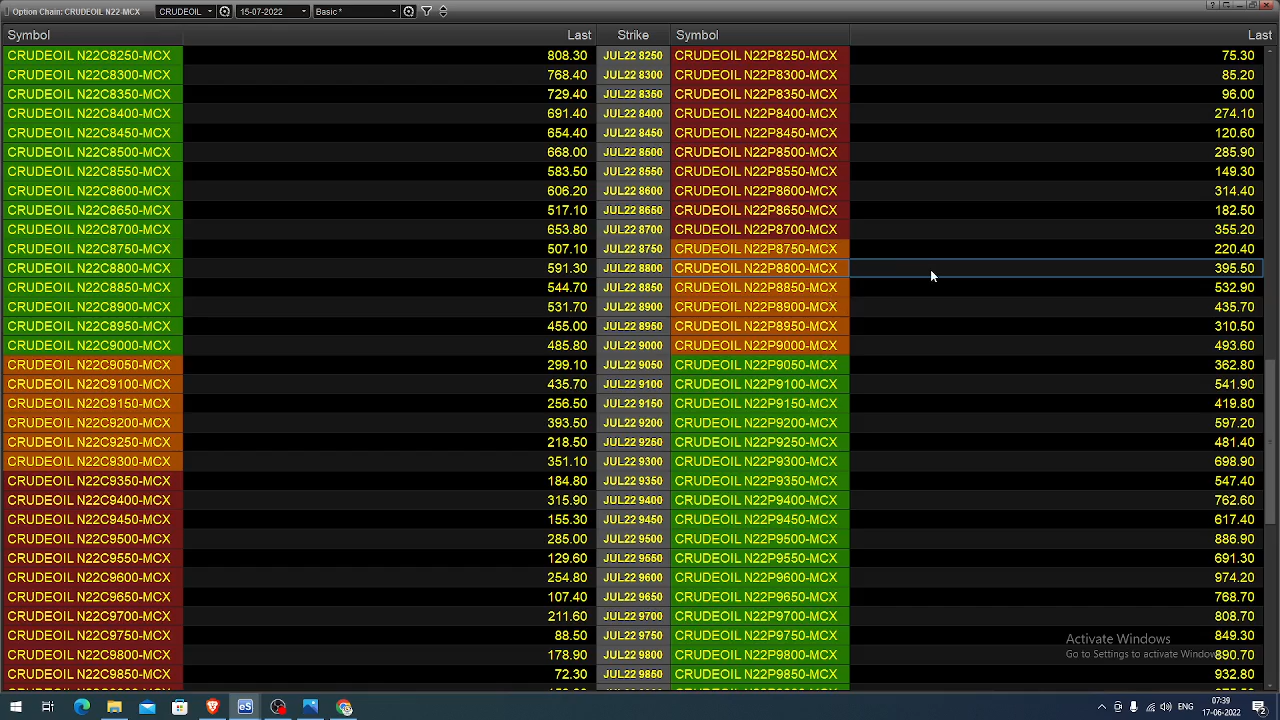 Option Chain: CRUDEOIL N22-MCX CRUDEOIL 15-07-2022 Basic*
Symbol Last Strike Symbol Last
CRUDEOIL N22C8250-MCX 808.30 JUL22 8250 CRUDEOIL N22P8250-MCX 75.30
CRUDEOIL N22C8300-MCX 768.40 JUL22 8300 CRUDEOIL N22P8300-MCX 85.20
CRUDEOIL N22C8350-MCX 729.40 JUL22 8350 CRUDEOIL N22P8350-MCX 96.00
CRUDEOIL N22C8400-MCX 691.40 JUL22 8400 CRUDEOIL N22P8400-MCX 274.10
CRUDEOIL N22C8450-MCX 654.40 JUL22 8450 CRUDEOIL N22P8450-MCX 120.60
CRUDEOIL N22C8500-MCX 668.00 JUL22 8500 CRUDEOIL N22P8500-MCX 285.90
CRUDEOIL N22C8550-MCX 583.50 JUL22 8550 CRUDEOIL N22P8550-MCX 149.30
CRUDEOIL N22C8600-MCX 606.20 JUL22 8600 CRUDEOIL N22P8600-MCX 314.40
CRUDEOIL N22C8650-MCX 517.10 JUL22 8650 CRUDEOIL N22P8650-MCX 182.50
CRUDEOIL N22C8700-MCX 653.80 JUL22 8700 CRUDEOIL N22P8700-MCX 355.20
CRUDEOIL N22C8750-MCX 507.10 JUL22 8750 CRUDEOIL N22P8750-MCX 220.40
CRUDEOIL N22C8800-MCX 591.30 JUL22 8800 CRUDEOIL N22P8800-MCX 395.50
CRUDEOIL N22C8850-MCX 544.70 JUL22 8850 CRUDEOIL N22P8850-MCX 532.90
CRUDEOIL N22C8900-MCX 531.70 JUL22 8900 CRUDEOIL N22P8900-MCX 435.70
CRUDEOIL N22C8950-MCX 455.00 JUL22 8950 CRUDEOIL N22P8950-MCX 310.50
CRUDEOIL N22C9000-MCX 485.80 JUL22 9000 CRUDEOIL N22P9000-MCX 493.60
CRUDEOIL N22C9050-MCX 299.10 JUL22 9050 CRUDEOIL N22P9050-MCX 362.80
CRUDEOIL N22C9100-MCX 435.70 JUL22 9100 CRUDEOIL N22P9100-MCX 541.90
CRUDEOIL N22C9150-MCX 256.50 JUL22 9150 CRUDEOIL N22P9150-MCX 419.80
CRUDEOIL N22C9200-MCX 393.50 JUL22 9200 CRUDEOIL N22P9200-MCX 597.20
CRUDEOIL N22C9250-MCX 218.50 JUL22 9250 CRUDEOIL N22P9250-MCX 481.40
CRUDEOIL N22C9300-MCX 351.10 JUL22 9300 CRUDEOIL N22P9300-MCX 698.90
CRUDEOIL N22C9350-MCX 184.80 JUL22 9350 CRUDEOIL N22P9350-MCX 547.40
CRUDEOIL N22C9400-MCX 315.90 JUL22 9400 CRUDEOIL N22P9400-MCX 762.60
CRUDEOIL N22C9450-MCX 155.30 JUL22 9450 CRUDEOIL N22P9450-MCX 617.40
CRUDEOIL N22C9500-MCX 285.00 JUL22 9500 CRUDEOIL N22P9500-MCX 886.90
CRUDEOIL N22C9550-MCX 129.60 JUL22 9550 CRUDEOIL N22P9550-MCX 691.30
CRUDEOIL N22C9600-MCX 254.80 JUL22 9600 CRUDEOIL N22P9600-MCX 974.20
CRUDEOIL N22C9650-MCX 107.40 JUL22 9650 CRUDEOIL N22P9650-MCX 768.70
CRUDEOIL N22C9700-MCX 211.60 JUL22 9700 CRUDEOIL N22P9700-MCX 808.70
CRUDEOIL N22C9750-MCX 88.50 JUL22 9750 CRUDEOIL N22P9750-MCX 849.30
CRUDEOIL N22C9800-MCX 178.90 JUL22 9800 CRUDEOIL N22P9800-MCX 890.70
CRUDEOIL N22C9850-MCX 72.30 JUL22 9850 CRUDEOIL N22P9850-MCX 932.80
Activate Windows
Go to Settings to activate Window
eS ENG 07:39
17-06-2022 2